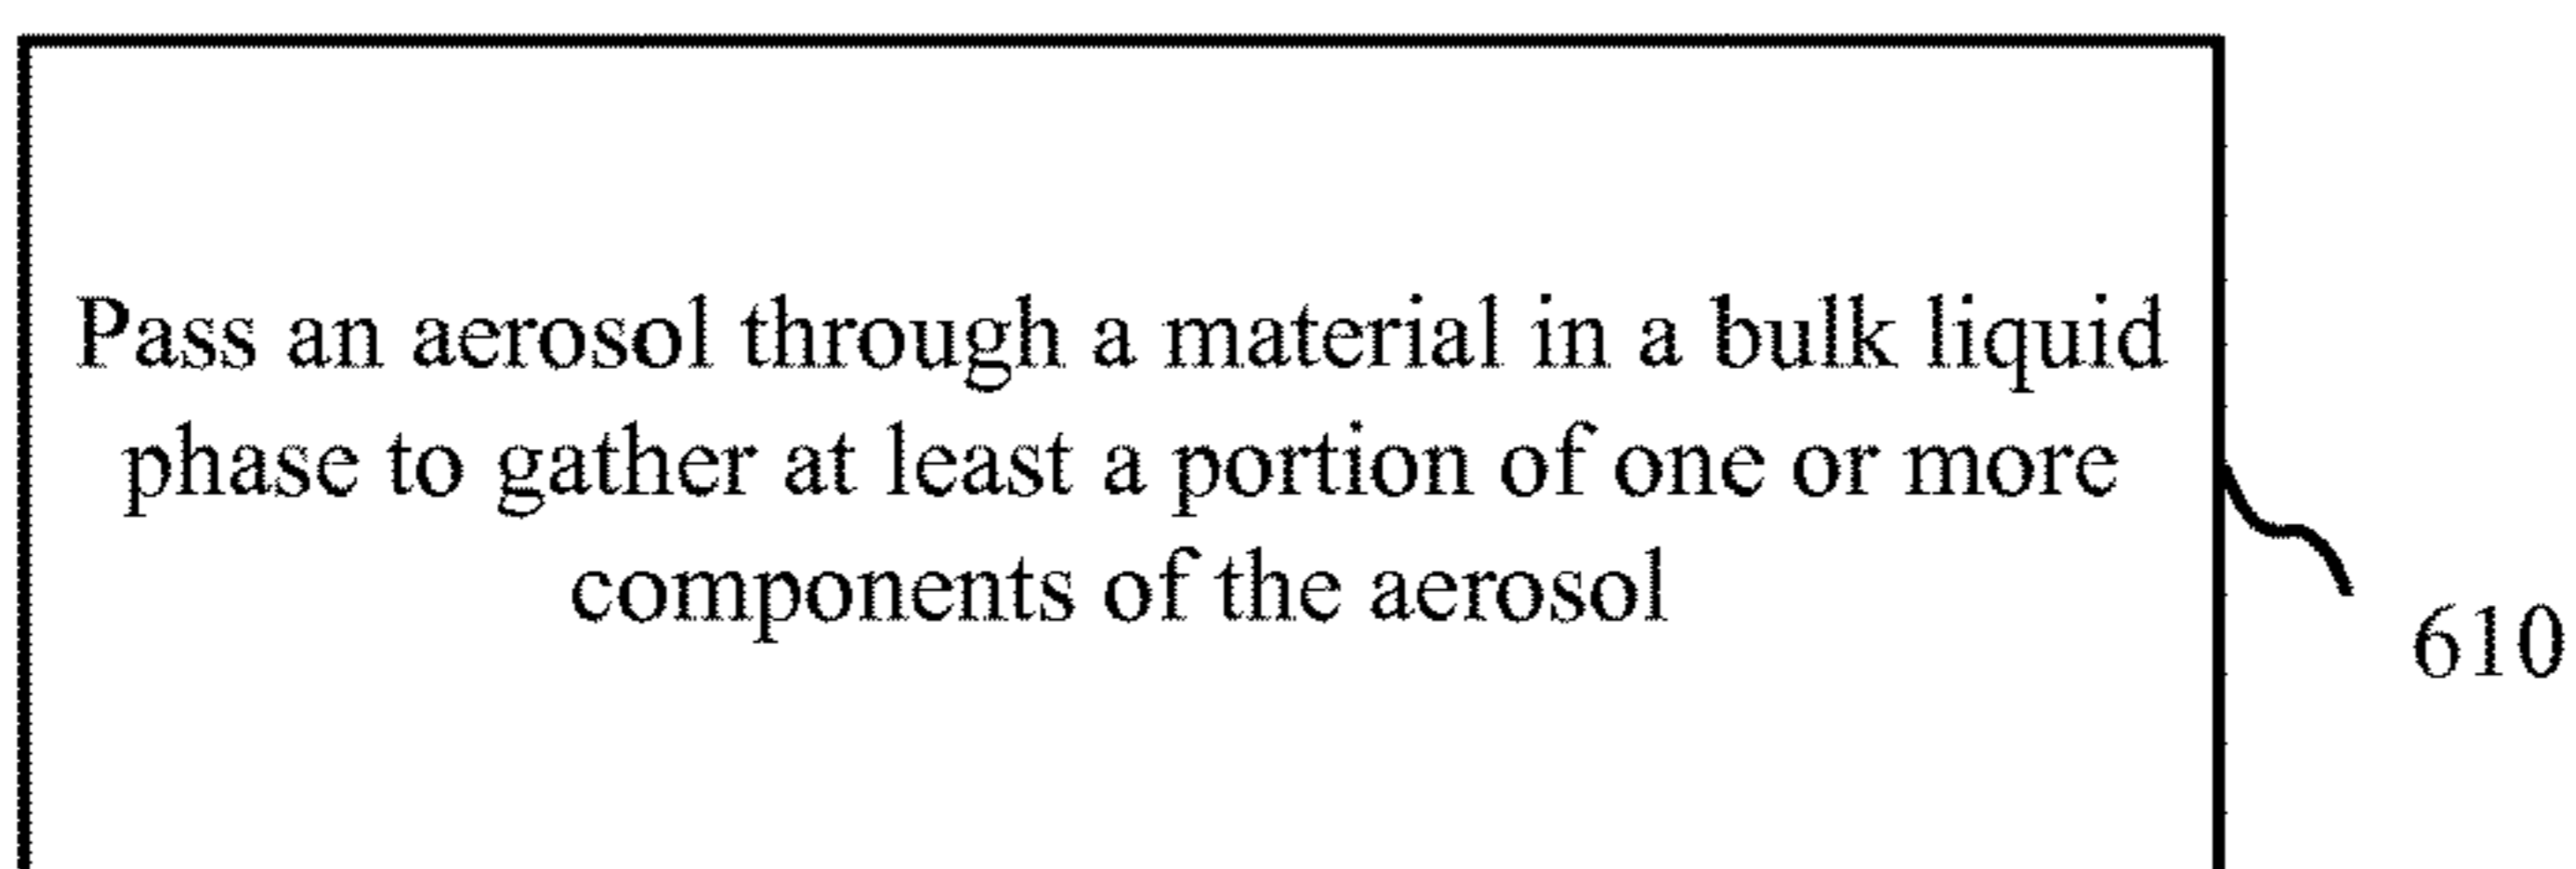 Pass an aerosol through a material in a bulk liquid
phase to gather at least a portion of one or more
components of the aerosol
610